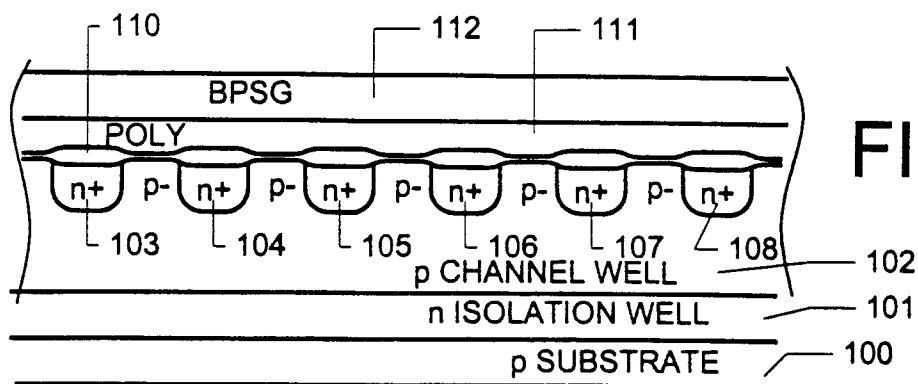 110 112 111
BPSG
POLY
FI
n+ p- n+ p- n+ p- n+ p- n+ p- n+
103 104 105 106 107 108
102
p CHANNEL WELL
n ISOLATION WELL 101
p SUBSTRATE 100